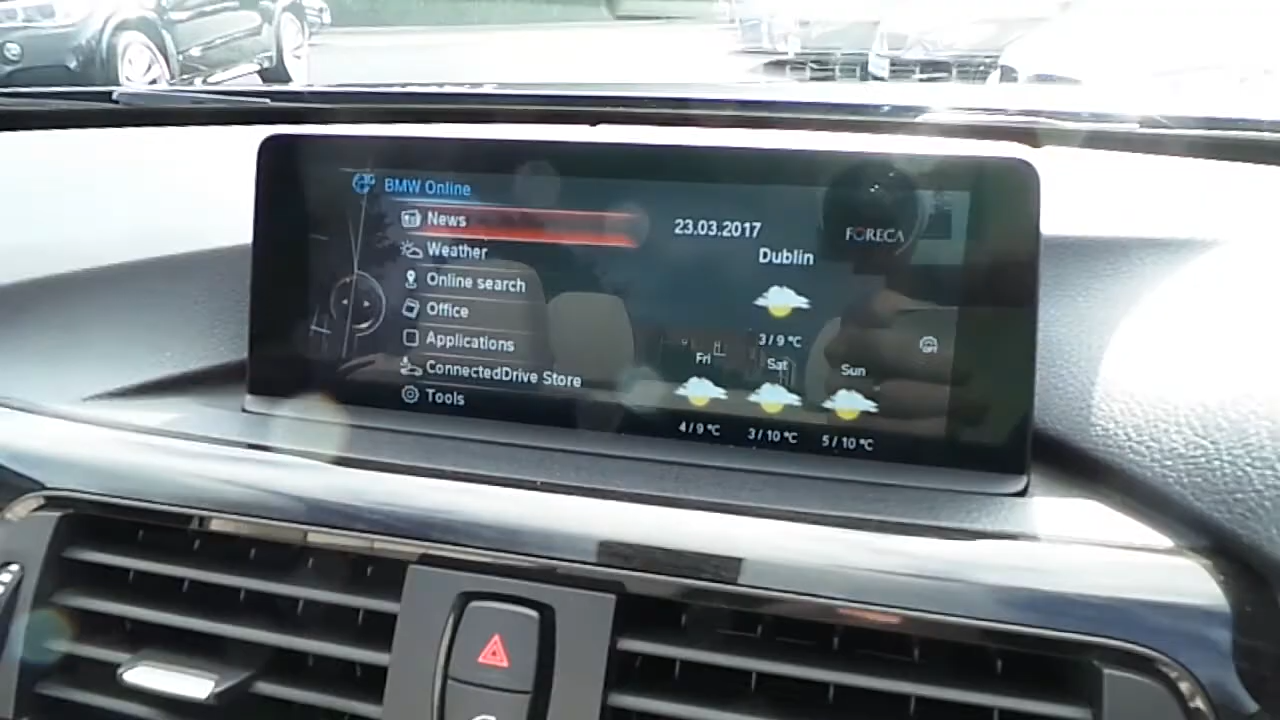 BMW Online
News
Weather
Online search
Office
Applications
ConnectedDrive Store
Tools
23.03.2017
FORECA
Dublin
3/9 °C
Fri
Sat
Sun
4/9 °C
3/10 °C
5/10 °C